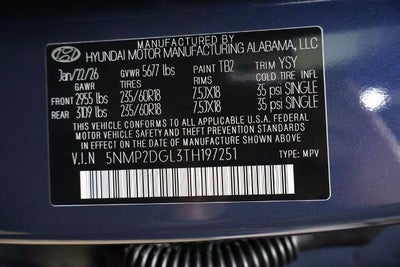 MANUFACTURED BY
HYUNDAI MOTOR MANUFACTURING ALABAMA, LLC
Jan/22/26 GVWR 5677 lbs PAINT TB2 TRIM YSY
GAWR TIRES RIMS COLD TIRE INFL
FRONT 2955 lbs 235/60R18 7.5JX18 35 psi SINGLE
REAR 3109 lbs 235/60R18 7.5JX18 35 psi SINGLE
THIS VEHICLE CONFORMS TO ALL APPLICABLE U.S.A. FEDERAL
MOTOR VEHICLE SAFETY AND THEFT
PREVENTION STANDARDS IN EFFECT
ON THE DATE OF MANUFACTURE SHOWN ABOVE
V.I.N 5NMP2DGL3TH197251 TYPE: MPV